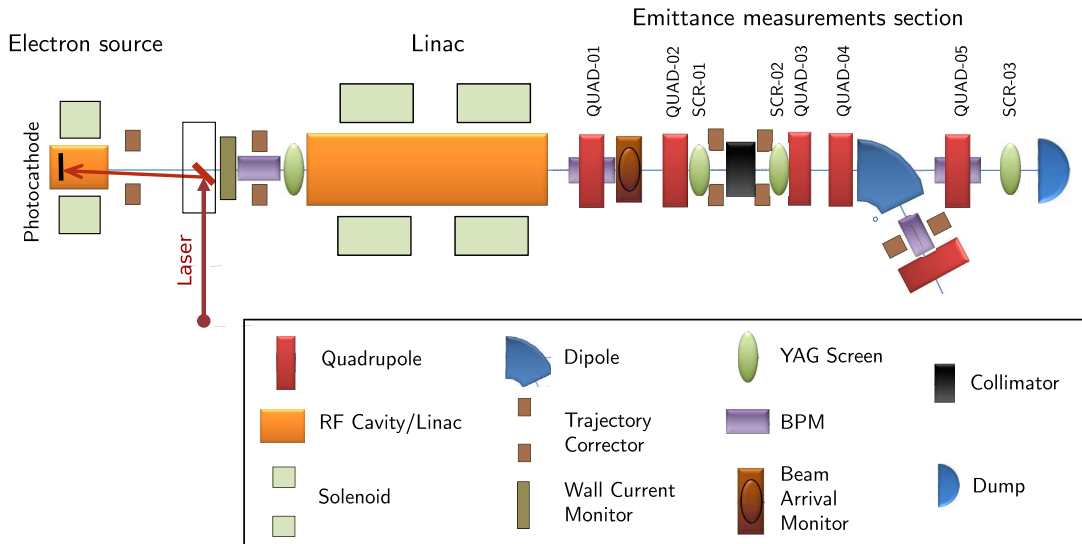 Emittance measurements section
Electron source
Linac
QUAD-01
QUAD-02
SCR-01
SCR-02
QUAD-03
QUAD-04
QUAD-05
SCR-03
Photocathode
Laser
Quadrupole
Dipole
YAG Screen
Collimator
RF Cavity/Linac
Trajectory
Corrector
BPM
Solenoid
Wall Current
Monitor
Beam
Arrival
Monitor
Dump